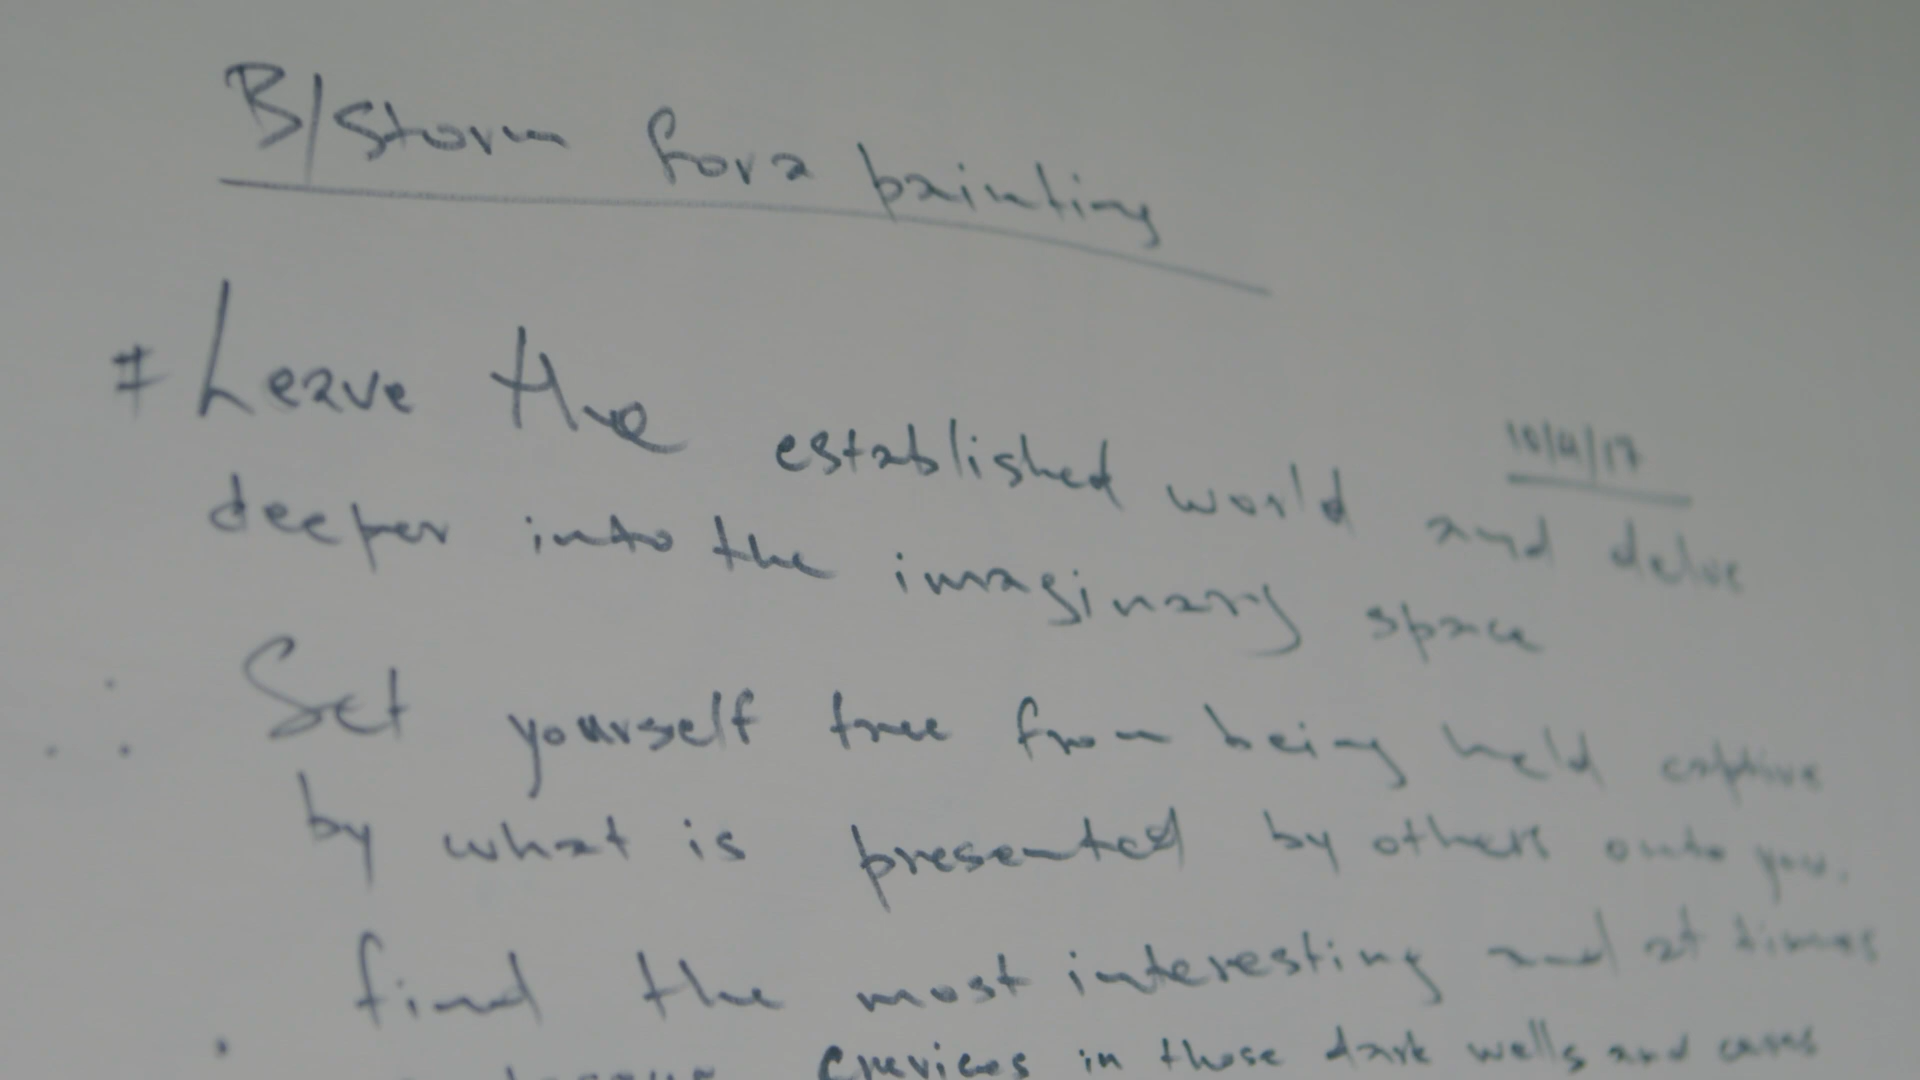 B/Storm for a painting
10/4/17
# Leave the established world and delve
deeper into the imaginary space
∴ Set yourself free from being held captive
by what is presented by others onto you.
find the most interesting and at times
crevices in those dark wells and caves